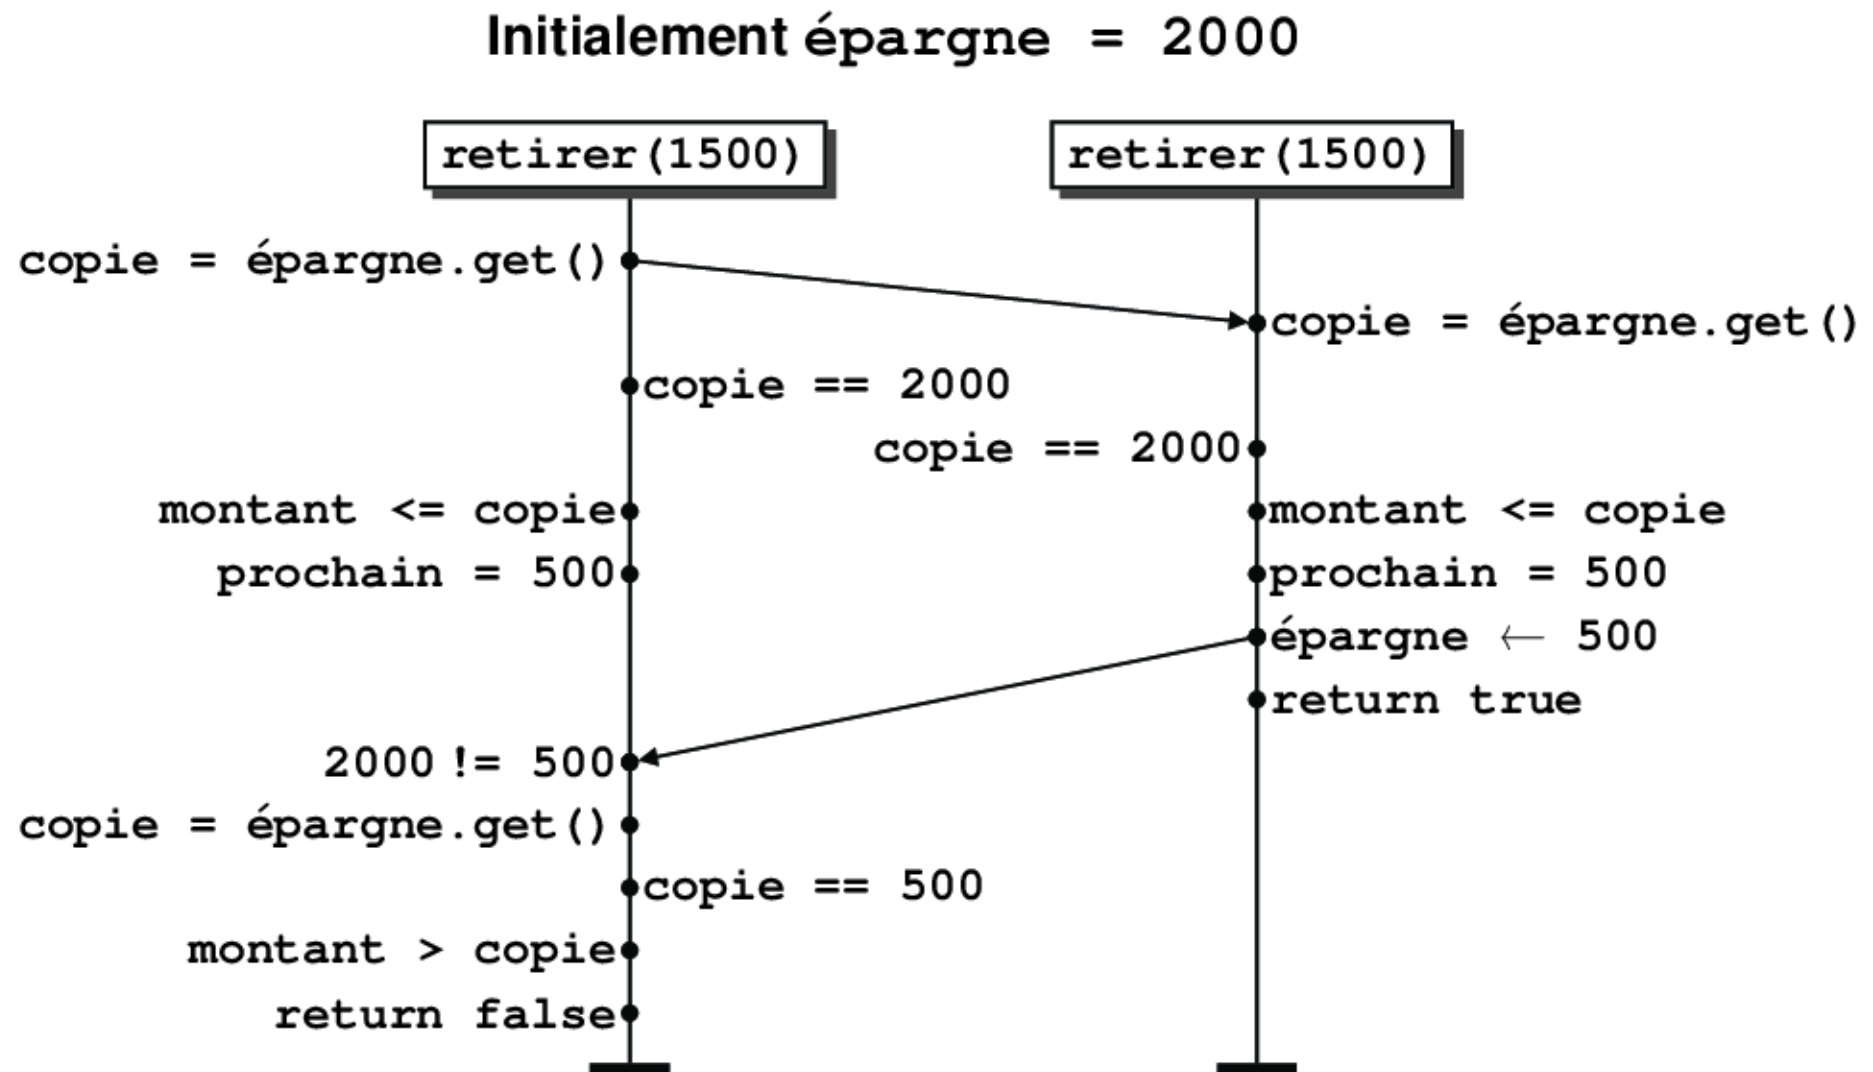 Initialement épargne = 2000
retirer(1500) retirer(1500)
copie = épargne.get()
copie = épargne.get()
copie == 2000
copie == 2000
montant <= copie montant <= copie
prochain = 500 prochain = 500
épargne ← 500
return true
2000 != 500
copie = épargne.get()
copie == 500
montant > copie
return false